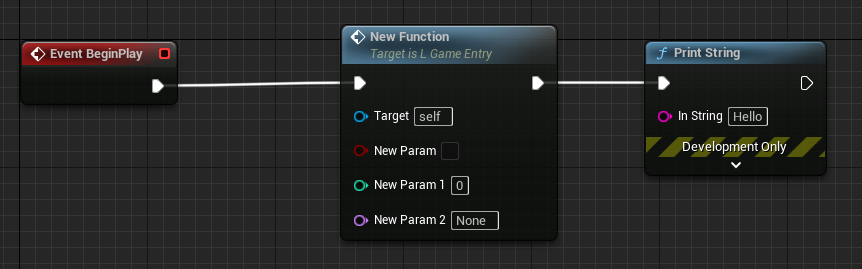 Event BeginPlay
New Function
Target is L Game Entry
Target self
New Param
New Param 1 0
New Param 2 None
f Print String
In String Hello
Development Only